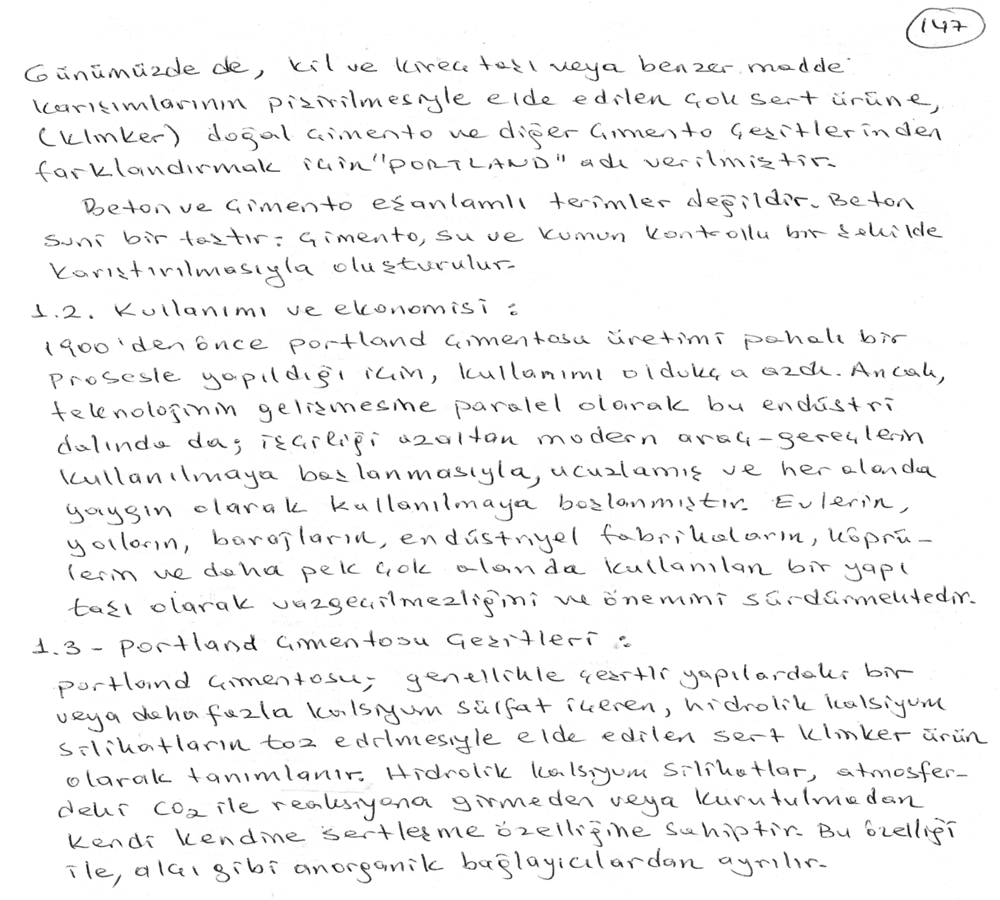 147
Günümüzde de, kil ve kireç taşı veya benzer madde
karışımlarının pişirilmesiyle elde edilen çok sert ürüne,
(klinker) doğal çimento ve diğer çimento çeşitlerinden
farklandırmak için "PORTLAND" adı verilmiştir.
Beton ve çimento eşanlamlı terimler değildir. Beton
suni bir taştır; çimento, su ve kumun kontrollu bir şekilde
karıştırılmasıyla oluşturulur.
1.2. Kullanımı ve ekonomisi :
1900'den önce portland çimentosu üretimi pahalı bir
prosesle yapıldığı için, kullanımı oldukça azdı. Ancak,
teknolojinin gelişmesine paralel olarak bu endüstri
dalında da; işçiliği azaltan modern araç-gereçlerin
kullanılmaya başlanmasıyla, ucuzlamış ve her alanda
yaygın olarak kullanılmaya başlanmıştır. Evlerin,
yolların, barajların, endüstriyel fabrikaların, köprü-
lerin ve daha pek çok alanda kullanılan bir yapı
taşı olarak vazgeçilmezliğini ve önemini sürdürmektedir.
1.3 - Portland Çimentosu Çeşitleri :
Portland çimentosu; genellikle çeşitli yapılardaki bir
veya daha fazla kalsiyum sülfat içeren, hidrolik kalsiyum
silikatların toz edilmesiyle elde edilen sert klinker ürün
olarak tanımlanır. Hidrolik kalsiyum silikatlar, atmosfer-
deki CO₂ ile reaksiyona girmeden veya kurutulmadan
kendi kendine sertleşme özelliğine sahiptir. Bu özelliği
ile, alçı gibi anorganik bağlayıcılardan ayrılır.